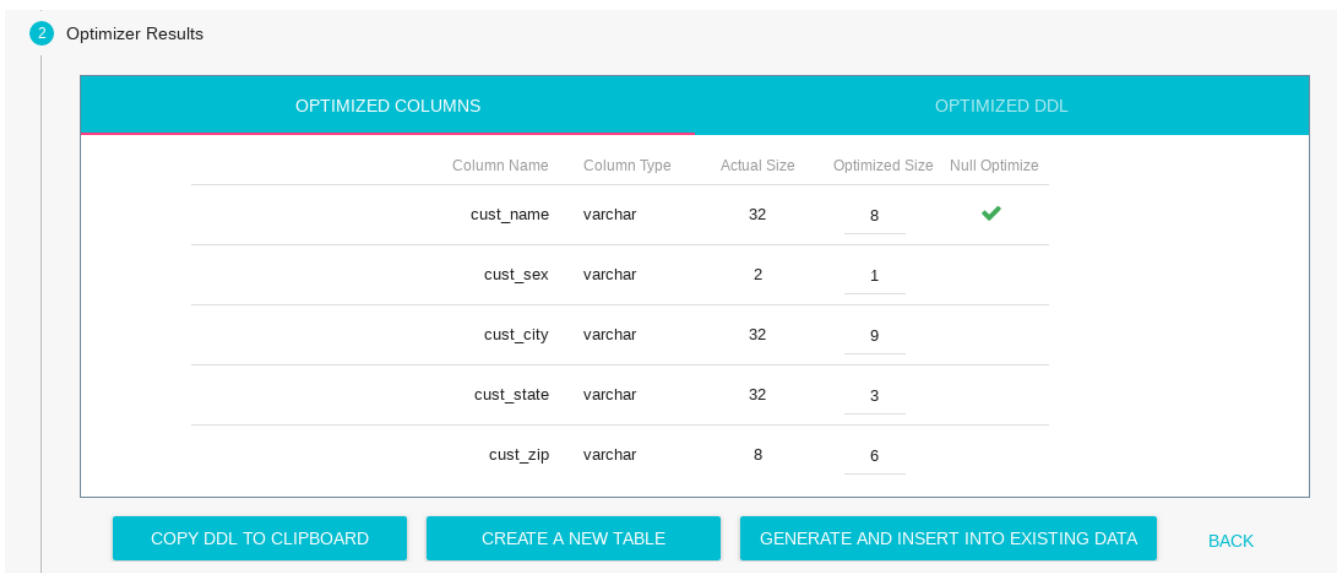 2 Optimizer Results
OPTIMIZED COLUMNS OPTIMIZED DDL
Column Name Column Type Actual Size Optimized Size Null Optimize
cust_name varchar 32 8
cust_sex varchar 2 1
cust_city varchar 32 9
cust_state varchar 32 3
cust_zip varchar 8 6
COPY DDL TO CLIPBOARD CREATE A NEW TABLE GENERATE AND INSERT INTO EXISTING DATA BACK